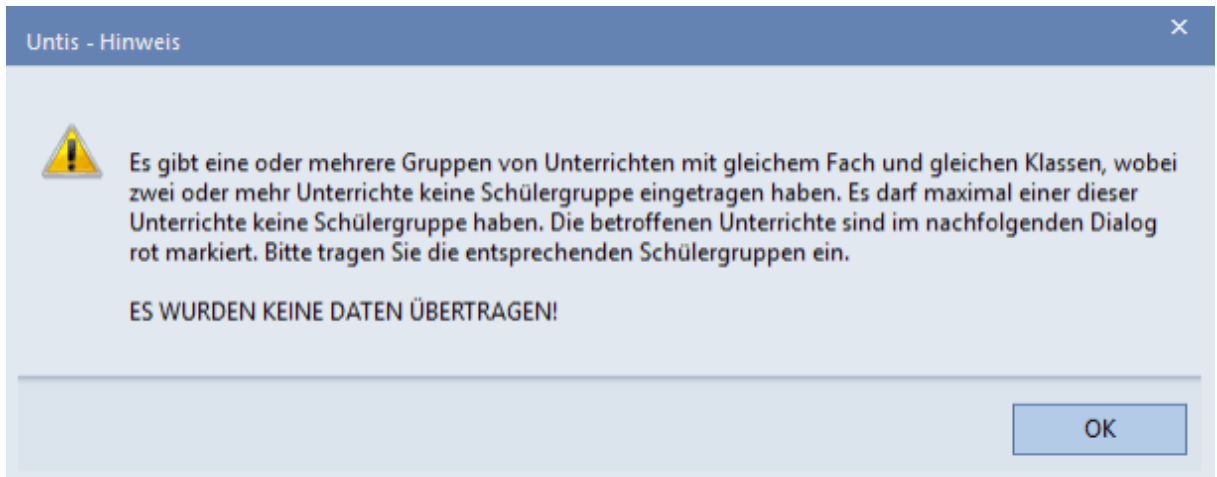 Untis - Hinweis
Es gibt eine oder mehrere Gruppen von Unterrichten mit gleichem Fach und gleichen Klassen, wobei
zwei oder mehr Unterrichte keine Schülergruppe eingetragen haben. Es darf maximal einer dieser
Unterrichte keine Schülergruppe haben. Die betroffenen Unterrichte sind im nachfolgenden Dialog
rot markiert. Bitte tragen Sie die entsprechenden Schülergruppen ein.
ES WURDEN KEINE DATEN ÜBERTRAGEN!
OK